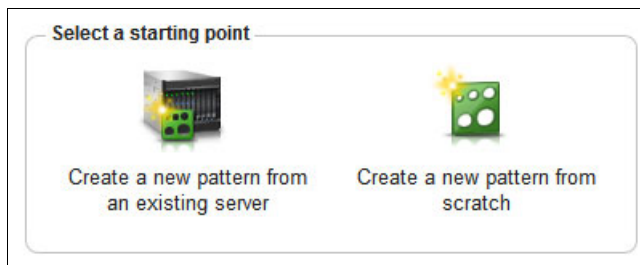 Select a starting point
Create a new pattern from
an existing server
Create a new pattern from
scratch